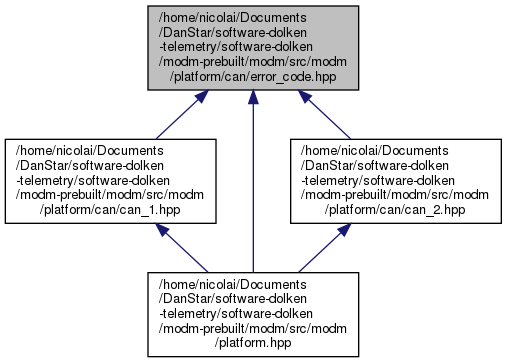 /home/nicolai/Documents
/DanStar/software-dolken
-telemetry/software-dolken
/modm-prebuilt/modm/src/modm
/platform/can/error_code.hpp
/home/nicolai/Documents
/DanStar/software-dolken
-telemetry/software-dolken
/modm-prebuilt/modm/src/modm
/platform/can/can_1.hpp
/home/nicolai/Documents
/DanStar/software-dolken
-telemetry/software-dolken
/modm-prebuilt/modm/src/modm
/platform/can/can_2.hpp
/home/nicolai/Documents
/DanStar/software-dolken
-telemetry/software-dolken
/modm-prebuilt/modm/src/modm
/platform.hpp